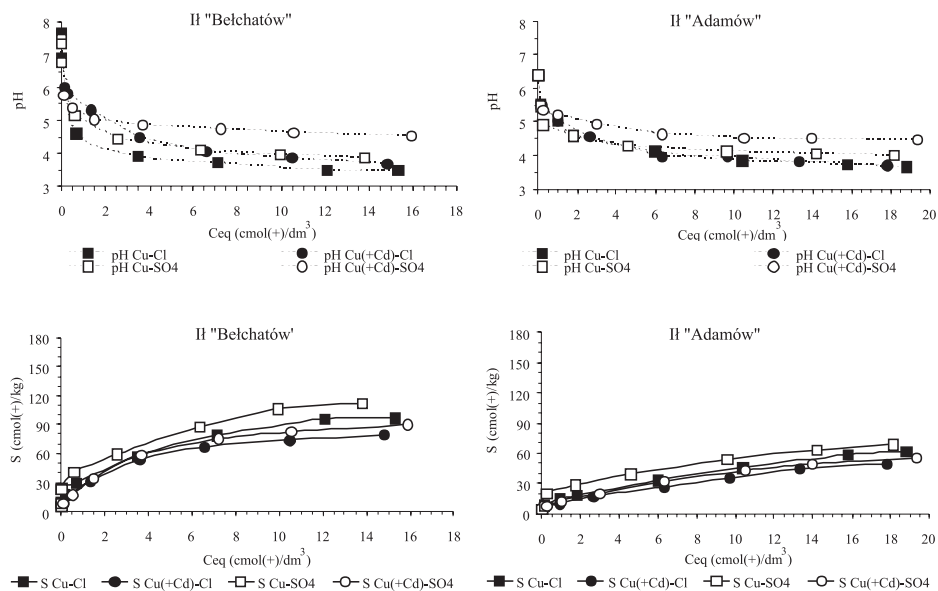 Ił "Bełchatów"
8
7
6
5
4
3
pH
0 2 4 6 8 10 12 14 16 18
Ceq (cmol(+)/dm3
pH Cu-Cl
pH Cu(+Cd)-Cl
pH Cu-SO4
pH Cu(+Cd)-SO4
Ił "Adamów"
8
7
6
5
4
3
pH
0 2 4 6 8 10 12 14 16 18 20
Ceq (cmol(+)/dm3
pH Cu-Cl
pH Cu(+Cd)-Cl
pH Cu-SO4
pH Cu(+Cd)-SO4
Ił "Bełchatów'
180
150
120
90
60
30
0
S (cmol(+)/kg)
0 2 4 6 8 10 12 14 16 18
Ceq (cmol(+)/dm3
S Cu-Cl S Cu(+Cd)-Cl S Cu-SO4 S Cu(+Cd)-SO4
Ił "Adamów"
180
150
120
90
60
30
0
S (cmol(+)/kg)
0 2 4 6 8 10 12 14 16 18 20
Ceq (cmol(+)/dm3
S Cu-Cl S Cu(+Cd)-Cl S Cu-SO4 S Cu(+Cd)-SO4